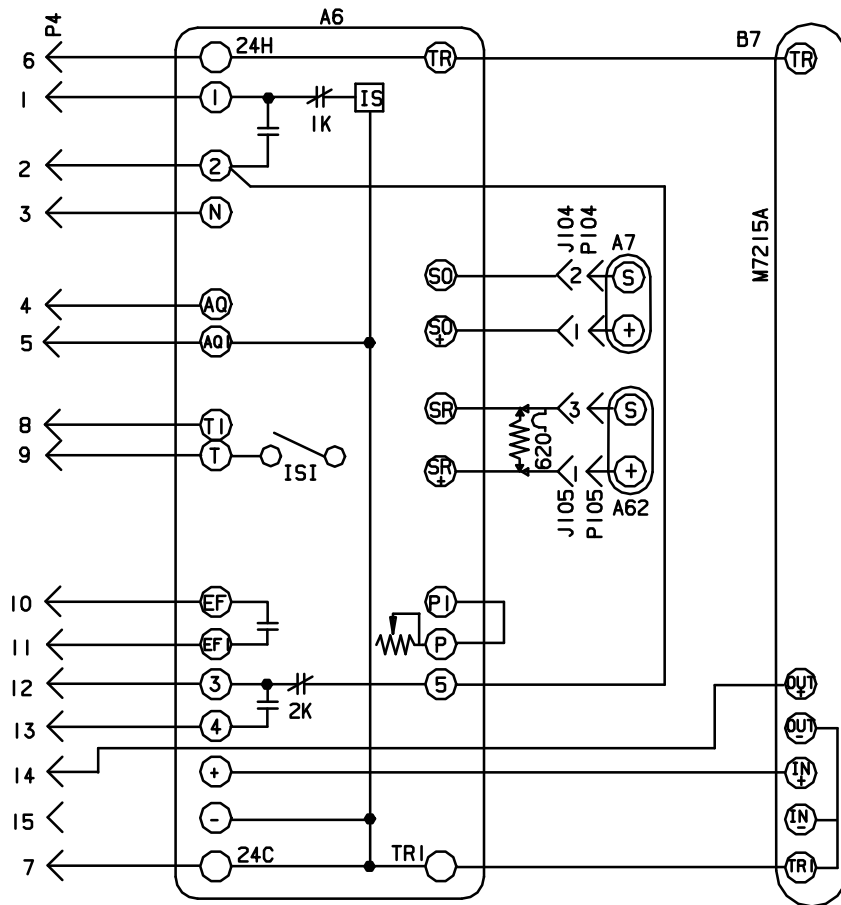 P4
A6
B7
6
24H
TR
TR
1
1
1K
1S
2
2
3
N
M7215A
J104
P104
A7
SO
2
S
4
AQ
5
AQ1
SO
+
1
+
8
T1
SR
3
S
9
T
1S1
620Ω
SR
+
1
+
J105
P105
A62
10
EF
P1
11
EF1
P
12
3
2K
5
OUT
+
13
4
OUT
-
14
+
IN
+
15
-
IN
-
7
24C
TR1
TR1